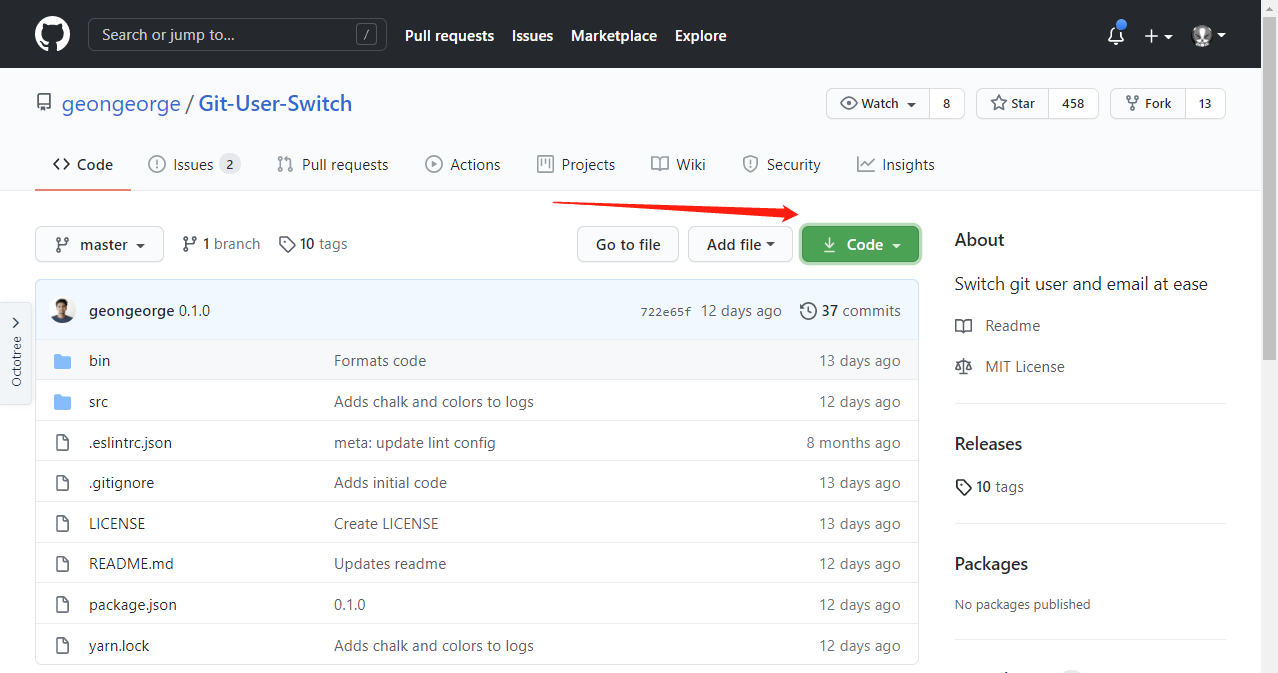 Search or jump to... /
Pull requests Issues Marketplace Explore
geongeorge / Git-User-Switch
Watch 8 Star 458 Fork 13
Code Issues 2 Pull requests Actions Projects Wiki Security Insights
master 1 branch 10 tags Go to file Add file Code
geongeorge 0.1.0 722e65f 12 days ago 37 commits
bin Formats code 13 days ago
src Adds chalk and colors to logs 12 days ago
.eslintrc.json meta: update lint config 8 months ago
.gitignore Adds initial code 13 days ago
LICENSE Create LICENSE 13 days ago
README.md Updates readme 12 days ago
package.json 0.1.0 12 days ago
yarn.lock Adds chalk and colors to logs 12 days ago
Octotree
About
Switch git user and email at ease
Readme
MIT License
Releases
10 tags
Packages
No packages published